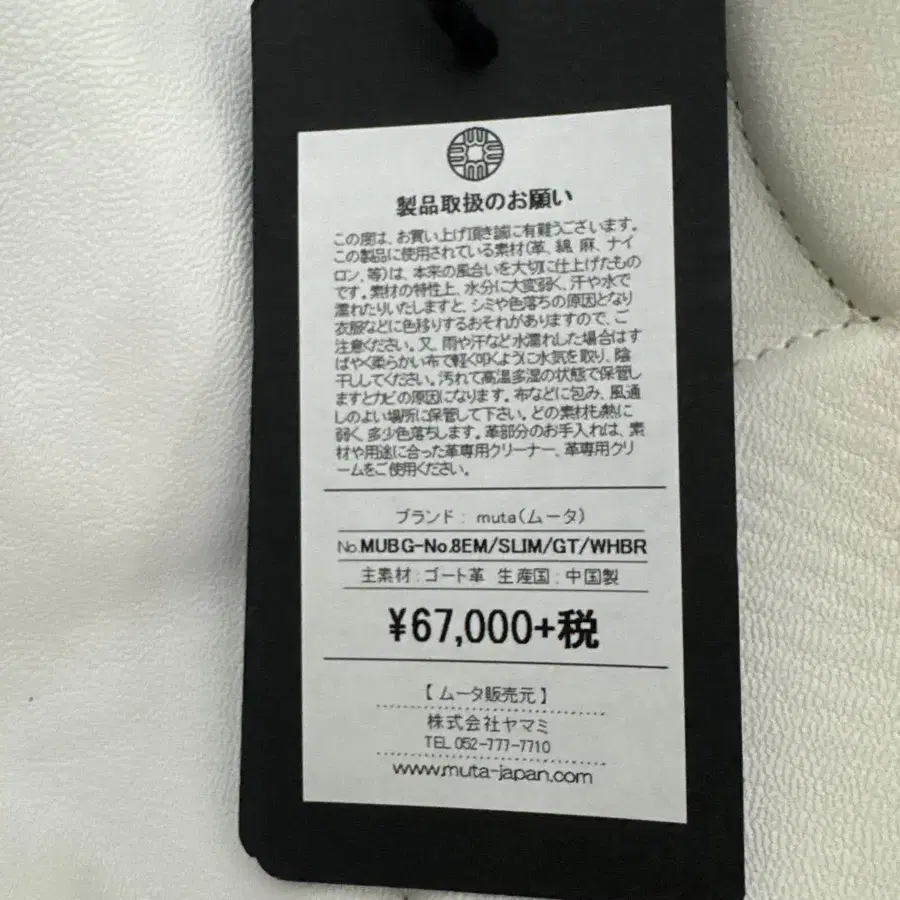 製品取扱のお願い
この度は、お買い上げ頂き誠に有難うございます。
この製品に使用されている素材(革、綿、麻、ナイ
ロン、等)は、本来の風合いを大切に仕上げたもの
です。素材の特性上、水分に大変弱く、汗や水で
濡れたりいたしますと、シミや色落ちの原因となり
衣服などに色移りするおそれがありますので、ご
注意ください。又、雨や汗など水濡れした場合はす
ばやく柔らかい布で軽く叩くように水気を取り、陰
干ししてください。汚れて高温多湿の状態で保管し
ますとカビの原因になります。布などに包み、風通
しのよい場所に保管して下さい。どの素材も熱に
弱く、多少色落ちします。革部分のお手入れは、素
材や用途に合った革専用クリーナー、革専用クリ
ームをご使用ください。
ブランド : muta(ムータ)
No.MUBG-No.8EM/SLIM/GT/WHBR
主素材 : ゴート革 生産国 : 中国製
¥67,000+税
【 ムータ販売元 】
株式会社ヤマミ
TEL 052-777-7710
www.muta-japan.com